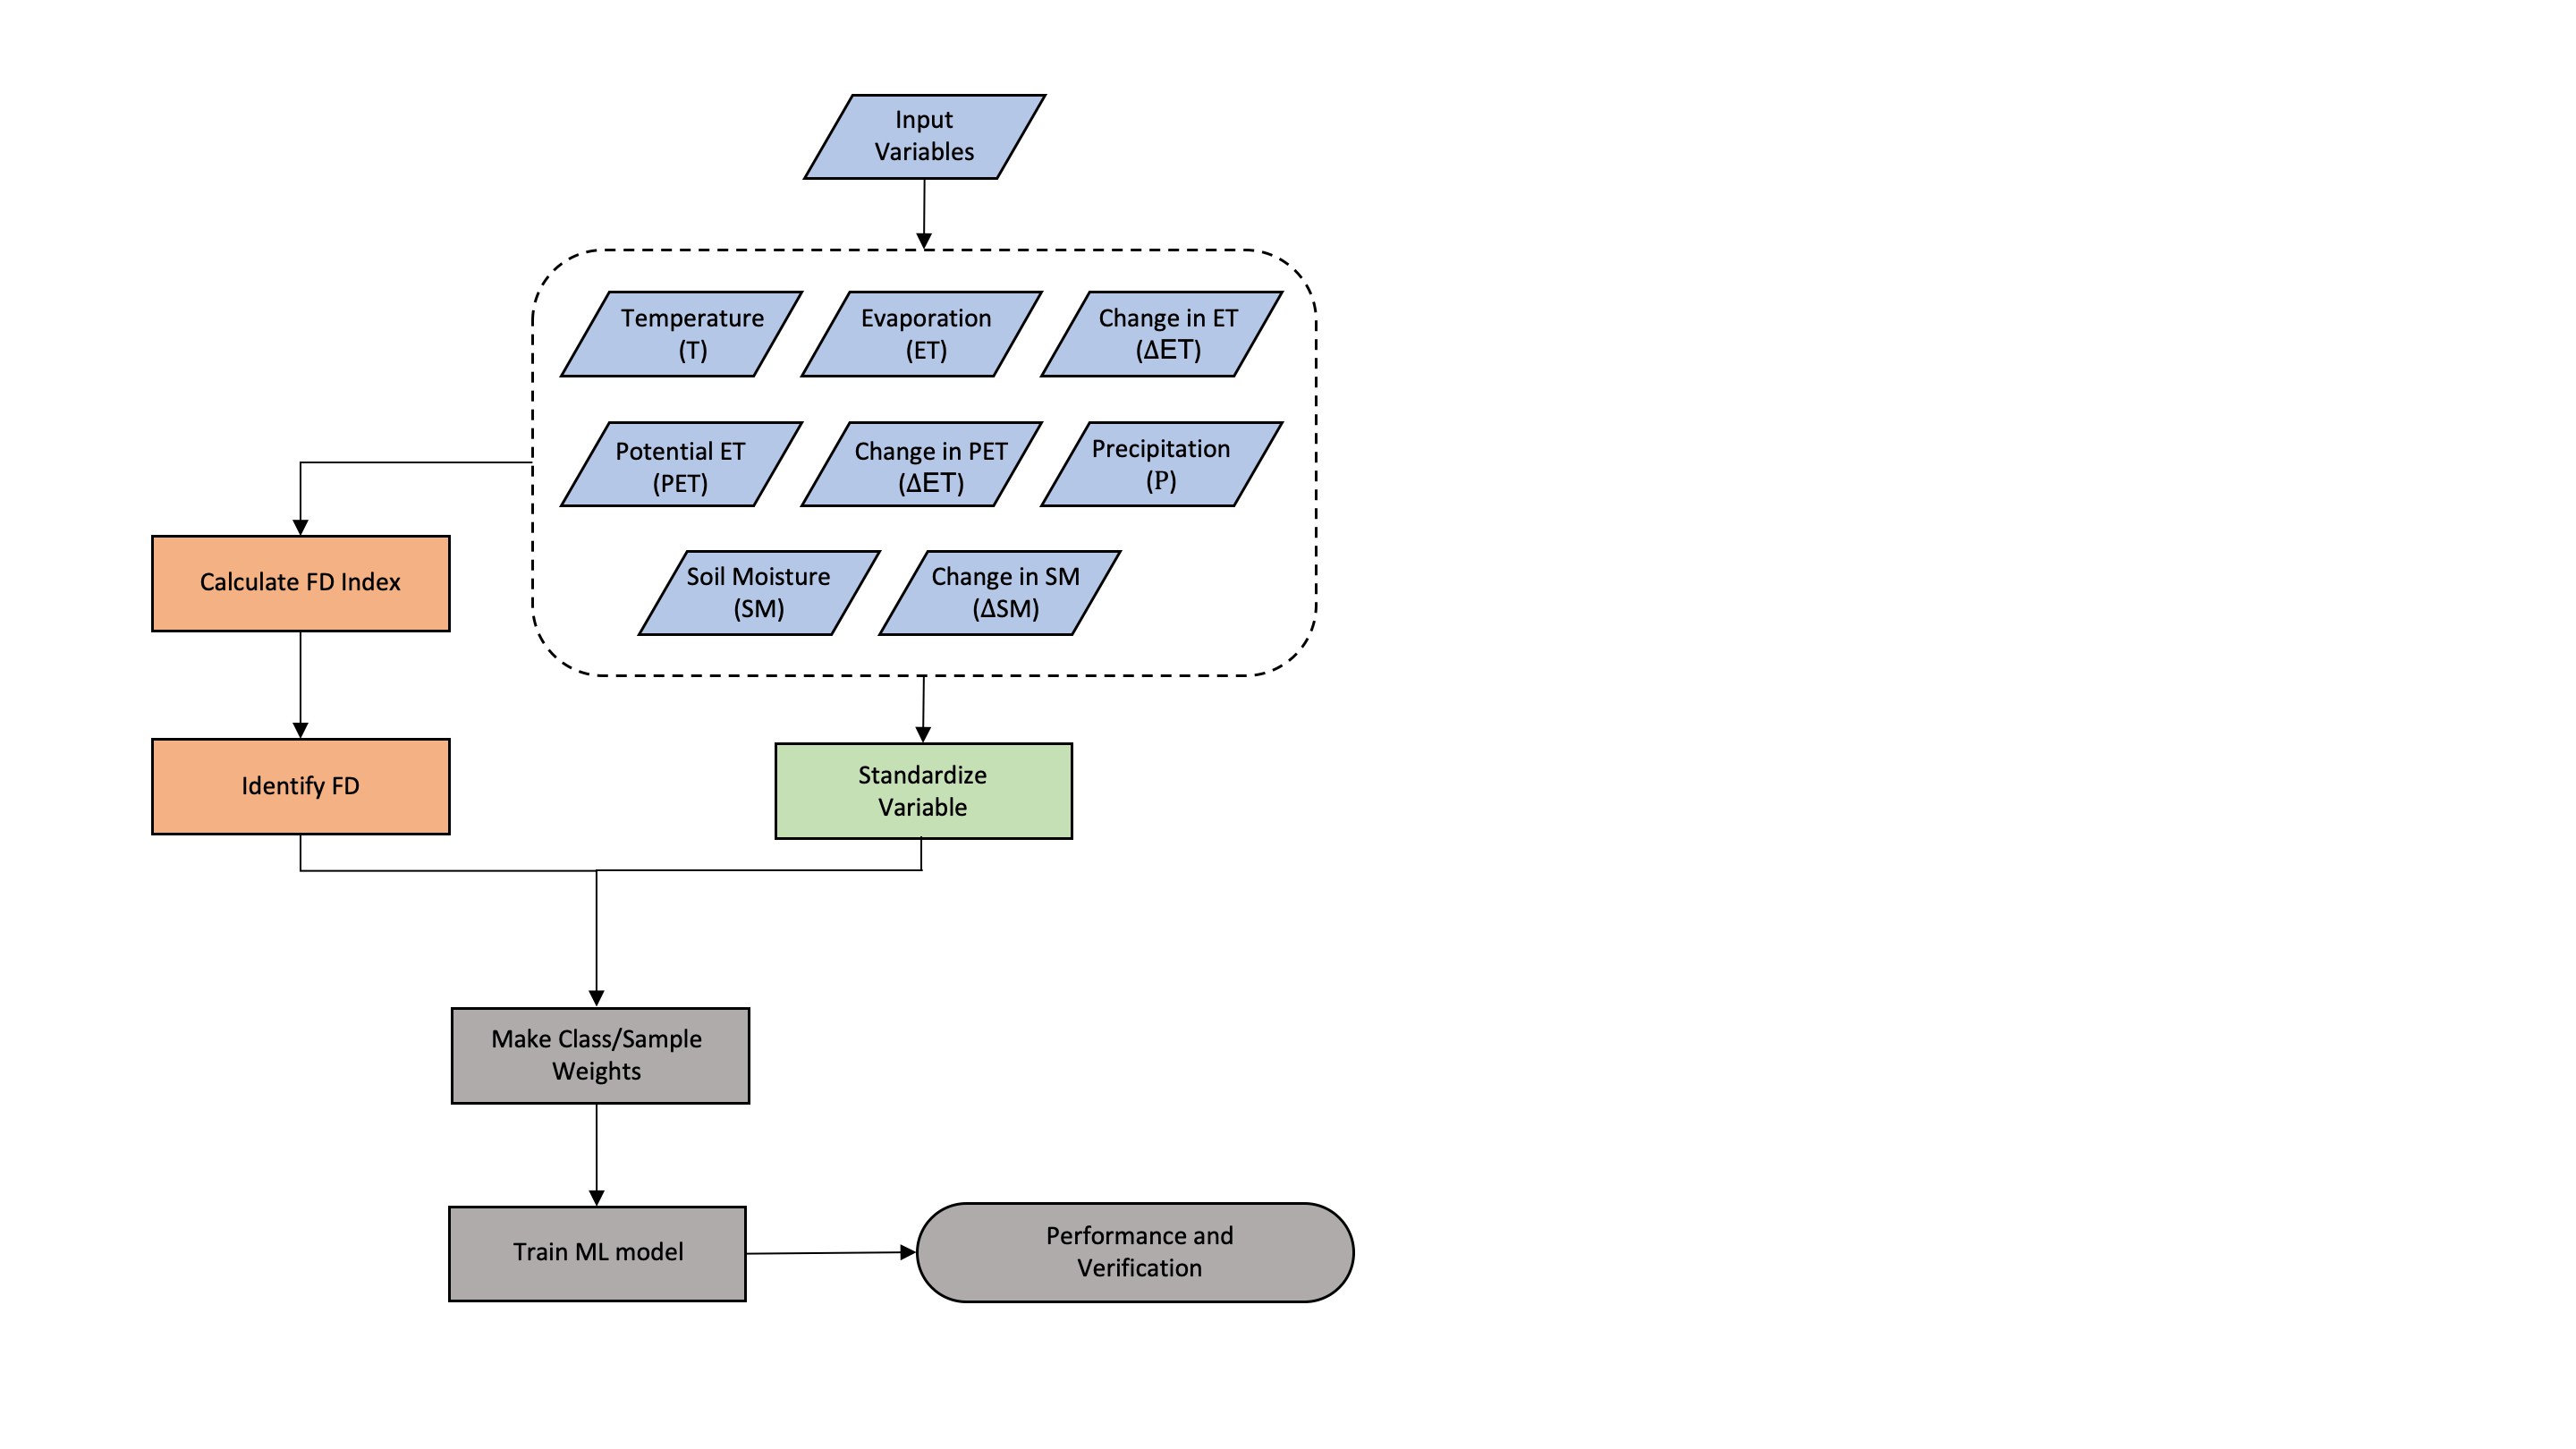 Input
Variables
Temperature
(T)
Evaporation
(ET)
Change in ET
(ΔET)
Potential ET
(PET)
Change in PET
(ΔET)
Precipitation
(P)
Soil Moisture
(SM)
Change in SM
(ΔSM)
Calculate FD Index
Identify FD
Standardize
Variable
Make Class/Sample
Weights
Train ML model
Performance and
Verification